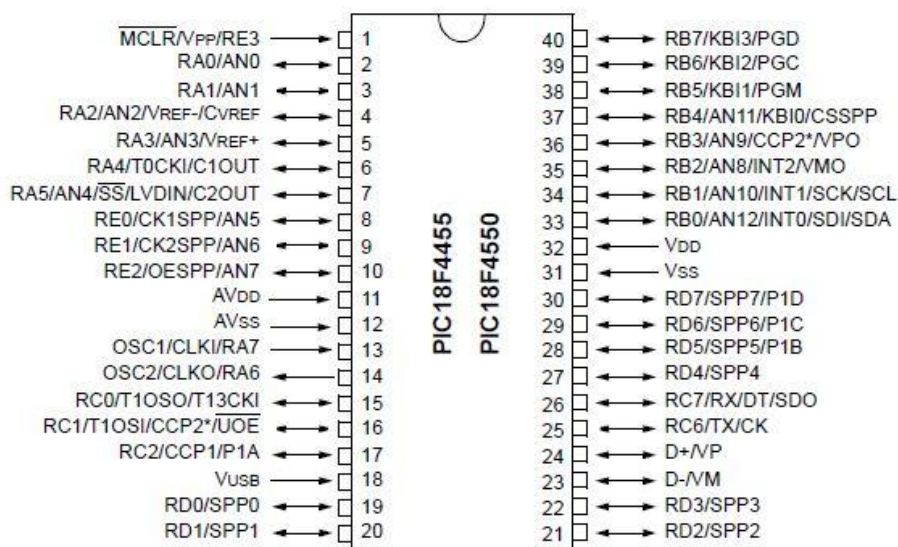 MCLR/VPP/RE3 1
RA0/AN0 2
RA1/AN1 3
RA2/AN2/VREF-/CVREF 4
RA3/AN3/VREF+ 5
RA4/T0CKI/C1OUT 6
RA5/AN4/SS/LVDIN/C2OUT 7
RE0/CK1SPP/AN5 8
RE1/CK2SPP/AN6 9
RE2/OESPP/AN7 10
AVDD 11
AVSS 12
OSC1/CLKI/RA7 13
OSC2/CLKO/RA6 14
RC0/T1OSO/T13CKI 15
RC1/T1OSI/CCP2*/UOE 16
RC2/CCP1/P1A 17
VUSB 18
RD0/SPP0 19
RD1/SPP1 20
PIC18F4455
PIC18F4550
40 RB7/KBI3/PGD
39 RB6/KBI2/PGC
38 RB5/KBI1/PGM
37 RB4/AN11/KBI0/CSSPP
36 RB3/AN9/CCP2*/VPO
35 RB2/AN8/INT2/VMO
34 RB1/AN10/INT1/SCK/SCL
33 RB0/AN12/INT0/SDI/SDA
32 VDD
31 VSS
30 RD7/SPP7/P1D
29 RD6/SPP6/P1C
28 RD5/SPP5/P1B
27 RD4/SPP4
26 RC7/RX/DT/SDO
25 RC6/TX/CK
24 D+/VP
23 D-/VM
22 RD3/SPP3
21 RD2/SPP2